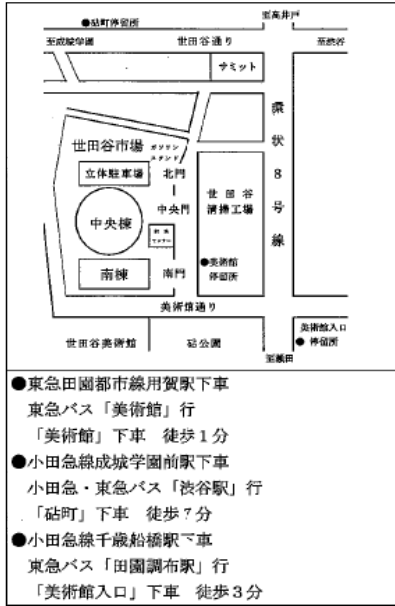 至高井戸
●砧町停留所
至成城学園
世田谷通り
至渋谷
サミット
環状8号線
世田谷市場
ガソリン
スタンド
立体駐車場
北門
世田谷
清掃工場
中央棟
中央門
●美術館
停留所
南棟
南門
美術館通り
世田谷美術館
砧公園
美術館入口
● 停留所
●東急田園都市線用賀駅下車
東急バス「美術館」行
「美術館」下車 徒歩1分
●小田急線成城学園前駅下車
小田急・東急バス「渋谷駅」行
「砧町」下車 徒歩7分
●小田急線千歳船橋駅下車
東急バス「田園調布駅」行
「美術館入口」下車 徒歩3分